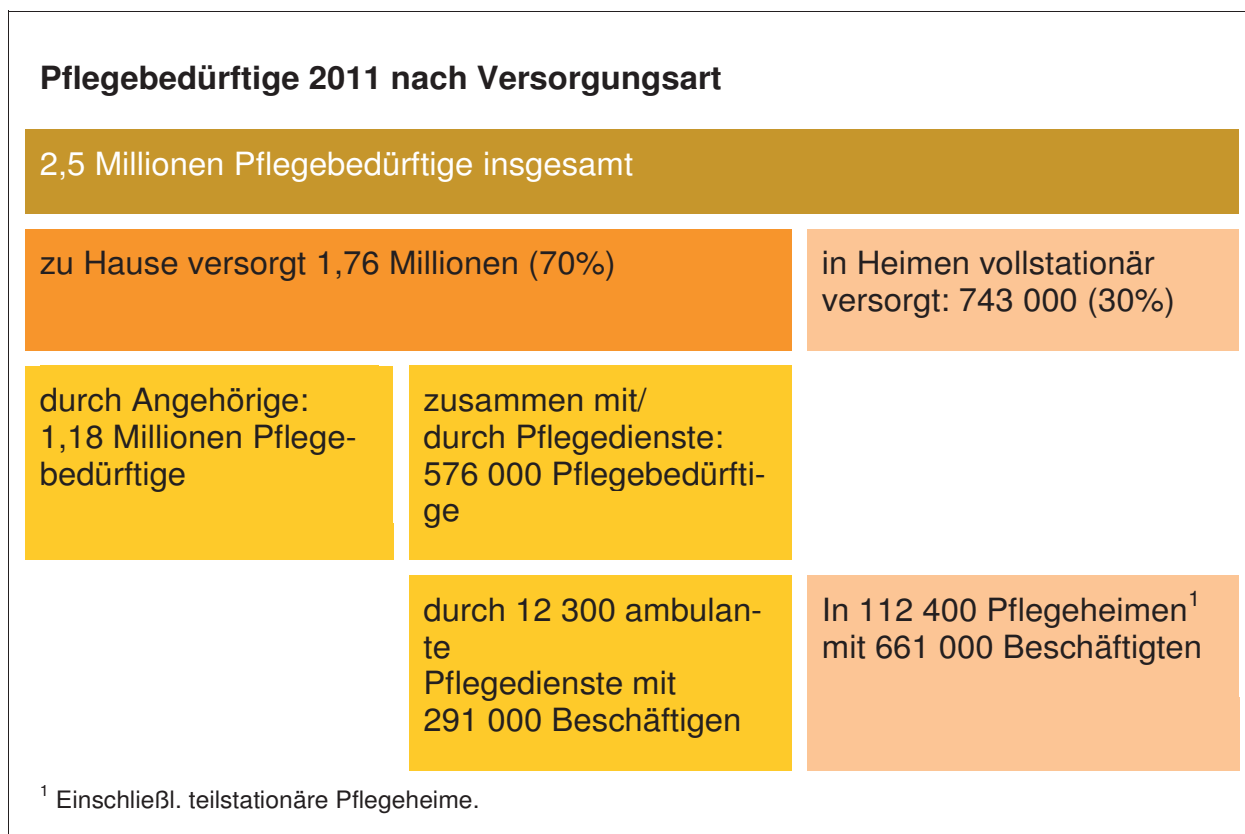 Pflegebedürftige 2011 nach Versorgungsart
2,5 Millionen Pflegebedürftige insgesamt
zu Hause versorgt 1,76 Millionen (70%)
in Heimen vollstationär
versorgt: 743 000 (30%)
durch Angehörige:
1,18 Millionen Pflege-
bedürftige
zusammen mit/
durch Pflegedienste:
576 000 Pflegebedürfti-
ge
durch 12 300 ambulan-
te
Pflegedienste mit
291 000 Beschäftigen
In 112 400 Pflegeheimen¹
mit 661 000 Beschäftigten
¹ Einschließl. teilstationäre Pflegeheime.